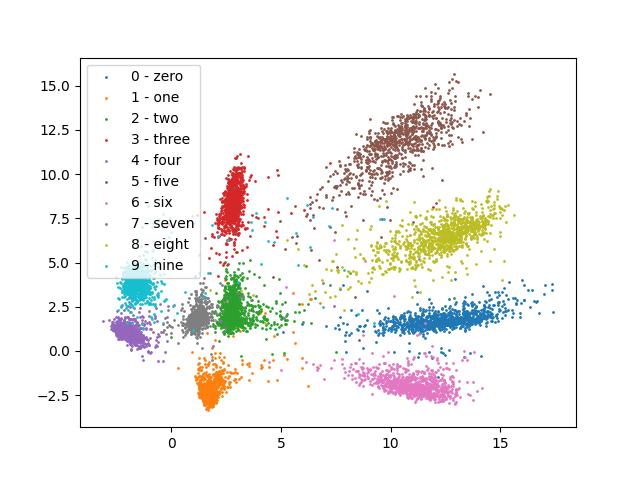 15.0
12.5
10.0
7.5
5.0
2.5
0.0
−2.5
0 - zero
1 - one
2 - two
3 - three
4 - four
5 - five
6 - six
7 - seven
8 - eight
9 - nine
0 5 10 15